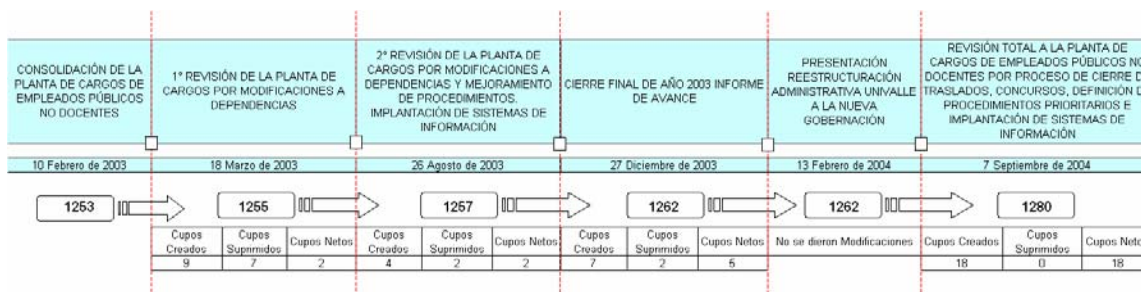 CONSOLIDACIÓN DE LA
PLANTA DE CARGOS DE
EMPLEADOS PÚBLICOS
NO DOCENTES
1° REVISIÓN DE LA PLANTA DE
CARGOS POR MODIFICACIONES A
DEPENDENCIAS
2° REVISIÓN DE LA PLANTA DE
CARGOS POR MODIFICACIONES A
DEPENDENCIAS Y MEJORAMIENTO
DE PROCEDIMIENTOS.
IMPLANTACIÓN DE SISTEMAS DE
INFORMACIÓN
CIERRE FINAL DE AÑO 2003 INFORME
DE AVANCE
PRESENTACIÓN
REESTRUCTURACIÓN
ADMINISTRATIVA UNIVALLE
A LA NUEVA
GOBERNACIÓN
REVISIÓN TOTAL A LA PLANTA DE
CARGOS DE EMPLEADOS PÚBLICOS NO
DOCENTES POR PROCESO DE CIERRE D
TRASLADOS, CONCURSOS, DEFINICIÓN D
PROCEDIMIENTOS PRIORITARIOS E
IMPLANTACIÓN DE SISTEMAS DE
INFORMACIÓN
10 Febrero de 2003 18 Marzo de 2003 26 Agosto de 2003 27 Diciembre de 2003 13 Febrero de 2004 7 Septiembre de 2004
1253 1255 1257 1262 1262 1280
Cupos Creados Cupos Suprimidos Cupos Netos Cupos Creados Cupos Suprimidos Cupos Netos Cupos Creados Cupos Suprimidos Cupos Netos No se dieron Modificaciones Cupos Creados Cupos Suprimidos Cupos Netos
9 7 2 4 2 2 7 2 5 18 0 18